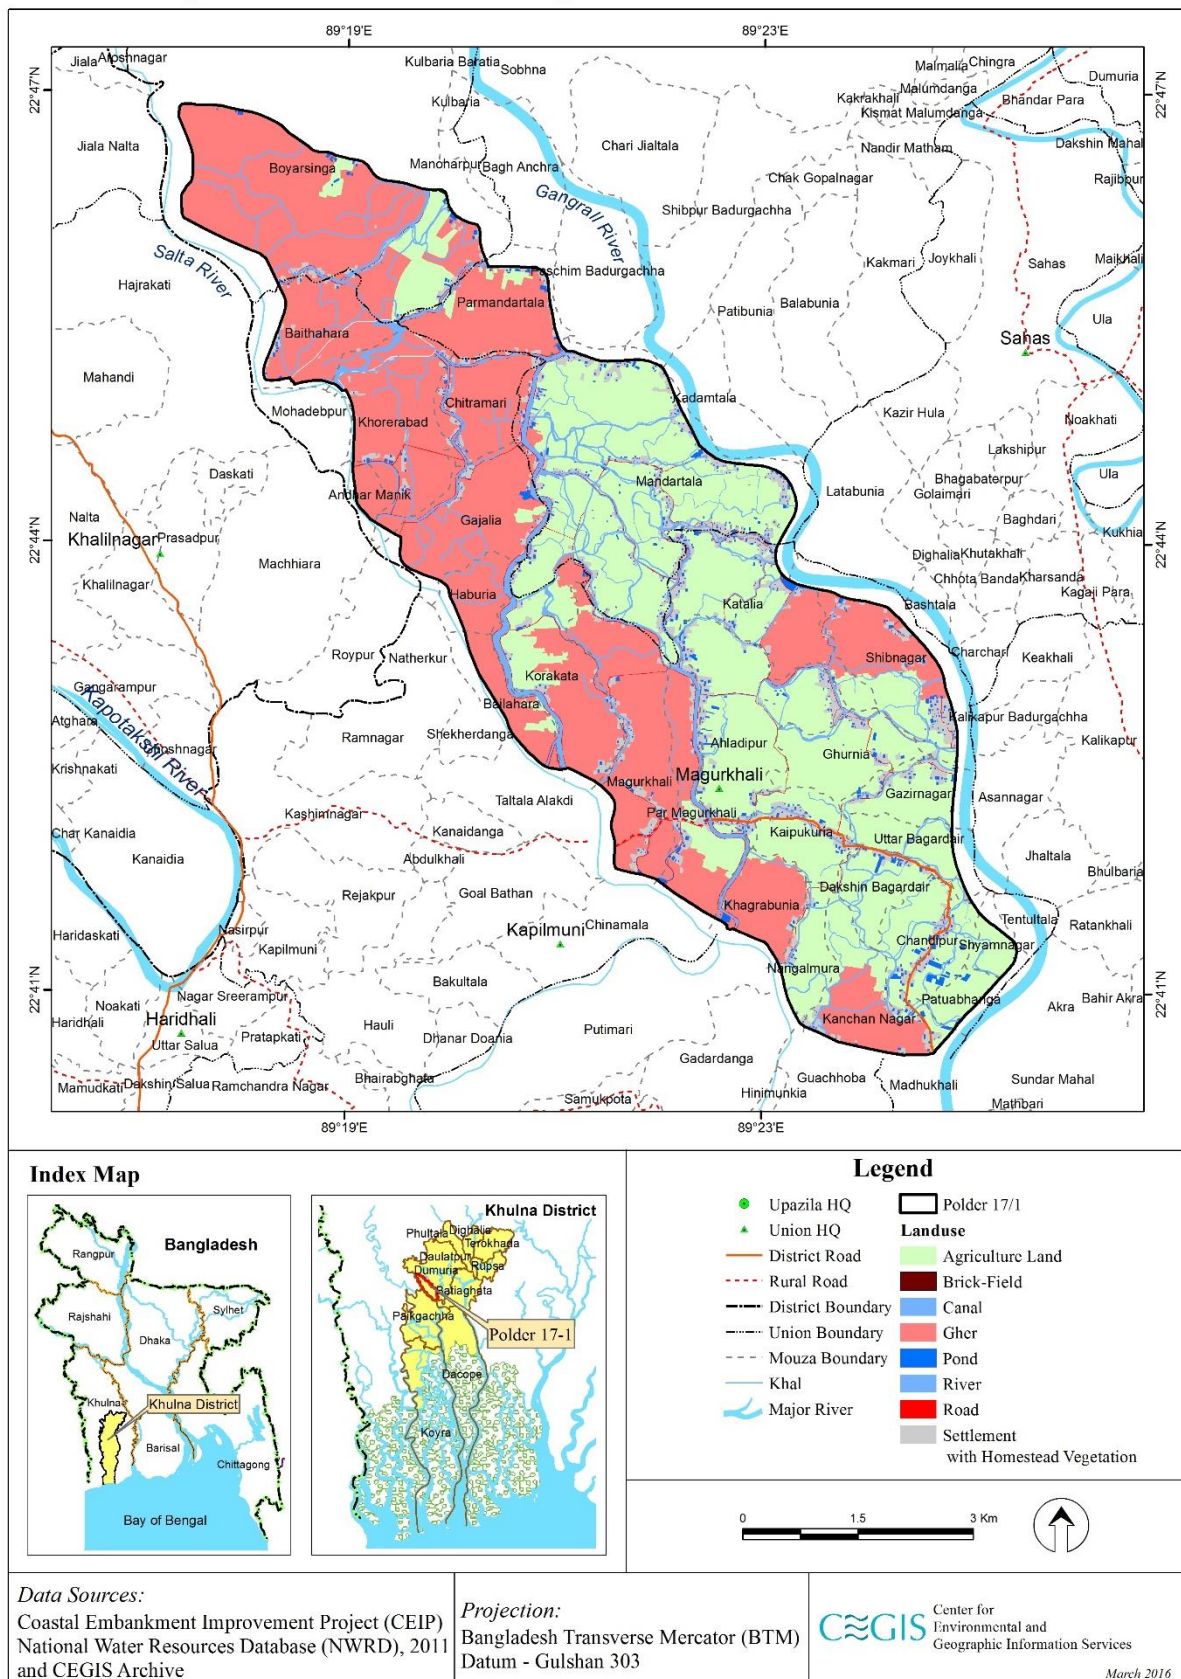 89°19'E
89°23'E
22°47'N
22°44'N
22°41'N
22°47'N
22°44'N
22°41'N
89°19'E
89°23'E
Jiala
Kulbaria Baratia
Sobhna
Kulbaria
Malmalia
Chingra
Malumdanga
Kakrakhali
Kismat Malumdanga
Dumuria
Bhandar Para
Dakshin Mahal
Rajibpur
Nandir Matham
Jiala Nalta
Boyarsinga
Manoharpur
Bagh Anchra
Chari Jialtala
Chak Gopalnagar
Gangrall River
Shibpur Badurgachha
Salta River
Hajrakati
Kakmari
Joykhali
Sahas
Maikhali
Parmandartala
Balabunia
Patibunia
Ula
Baithahara
Sahas
Mahandi
Mohadebpur
Chitramari
Khorerabad
Kadamtala
Kazir Hula
Noakhati
Lakshipur
Daskati
Mandartala
Latabunia
Bhagabaterpur
Golaimari
Ula
Andhar Manik
Gajalia
Baghdari
Nalta
Prasadpur
Khalilnagar
Kukhia
Dighalia
Khutakhali
Machhiara
Khalilnagar
Haburia
Katalia
Chhota Banda
Kharsanda
Kagaji Para
Bashtala
Roypur
Natherkur
Shibnagar
Charchari
Keakhali
Gangarampur
Korakata
Kapotakshi River
Atghara
Bailahara
Kalikapur Badurgachha
Krishnakati
Ramnagar
Shekherdanga
Ahladipur
Ghurnia
Kalikapur
Magurkhali
Magurkhali
Gazirnagar
Asannagar
Taltala Alakdi
Kashimnagar
Par Magurkhali
Char Kanaidia
Kanaidanga
Kaipukuria
Uttar Bagardair
Kanaidia
Abdulkhali
Jhaltala
Bhulbaria
Rejakpur
Goal Bathan
Dakshin Bagardair
Khagrabunia
Tentultala
Ratankhali
Haridaskati
Nasirpur
Kapilmuni
Kapilmuni
Chinamala
Chandipur
Shyamnagar
Nangalmura
Bakultala
Noakati
Nagar Sreerampur
Patuabhanga
Akra
Bahir Akra
Haridhali
Haridhali
Uttar Salua
Pratapkati
Hauli
Dhanar Doania
Putimari
Kanchan Nagar
Gadardanga
Mamudkati
Dakshin Salua
Ramchandra Nagar
Bhairabghata
Samukpota
Hinimunkia
Guachhoba
Madhukhali
Sundar Mahal
Mathbari
Index Map
Bangladesh
Rangpur
Rajshahi
Sylhet
Dhaka
Khulna
Khulna District
Barisal
Chittagong
Bay of Bengal
Khulna District
Phultala
Dighalia
Terokhada
Daulatpur
Dumuria
Rupsa
Batiaghata
Paikgachha
Polder 17-1
Dacope
Koyra
Legend
Upazila HQ
Union HQ
District Road
Rural Road
District Boundary
Union Boundary
Mouza Boundary
Khal
Major River
Polder 17/1
Landuse
Agriculture Land
Brick-Field
Canal
Gher
Pond
River
Road
Settlement
with Homestead Vegetation
0 1.5 3 Km
Data Sources:
Coastal Embankment Improvement Project (CEIP)
National Water Resources Database (NWRD), 2011
and CEGIS Archive
Projection:
Bangladesh Transverse Mercator (BTM)
Datum - Gulshan 303
CEGIS
Center for
Environmental and
Geographic Information Services
March 2016